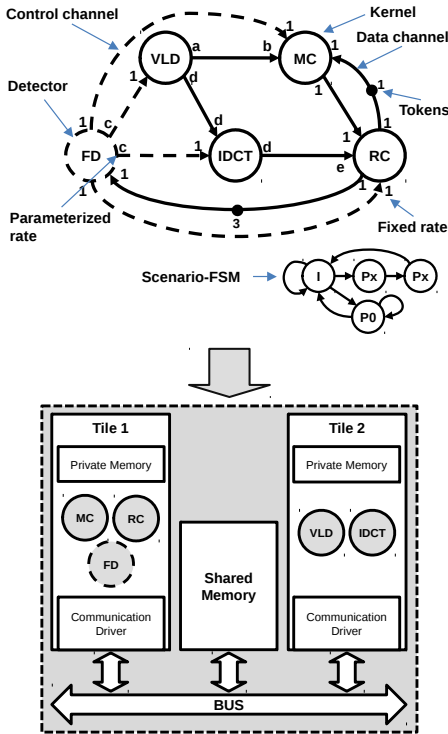 Control channel
Kernel
Data channel
1
a
b
1
1
VLD
MC
1
d
1
1
Tokens
Detector
1
c
d
1
1
FD
c
1
IDCT
d
e
RC
1
1
1
1
1
3
Parameterized
rate
Fixed rate
Scenario-FSM
I
Px
Px
P0
Tile 1
Tile 2
Private Memory
Private Memory
MC
RC
VLD
IDCT
FD
Shared
Memory
Communication
Driver
Communication
Driver
BUS